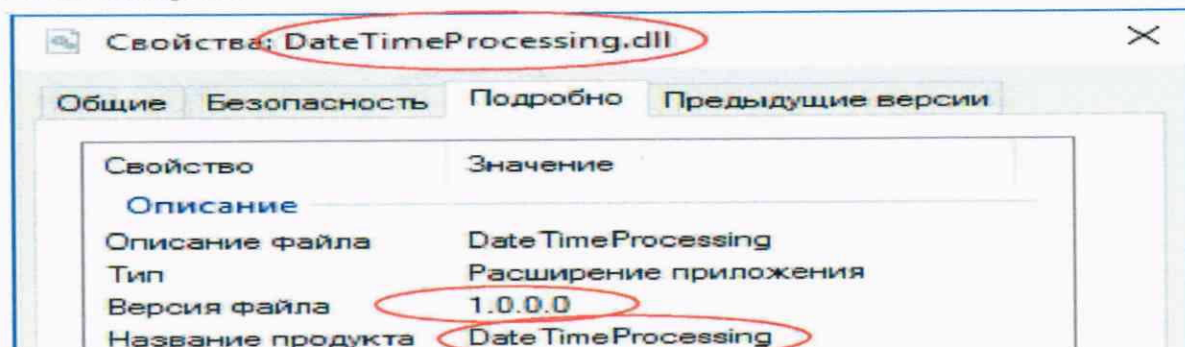 Свойства: DateTimeProcessing.dll
Общие Безопасность Подробно Предыдущие версии
Свойство Значение
Описание
Описание файла DateTimeProcessing
Тип Расширение приложения
Версия файла 1.0.0.0
Название продукта DateTimeProcessing